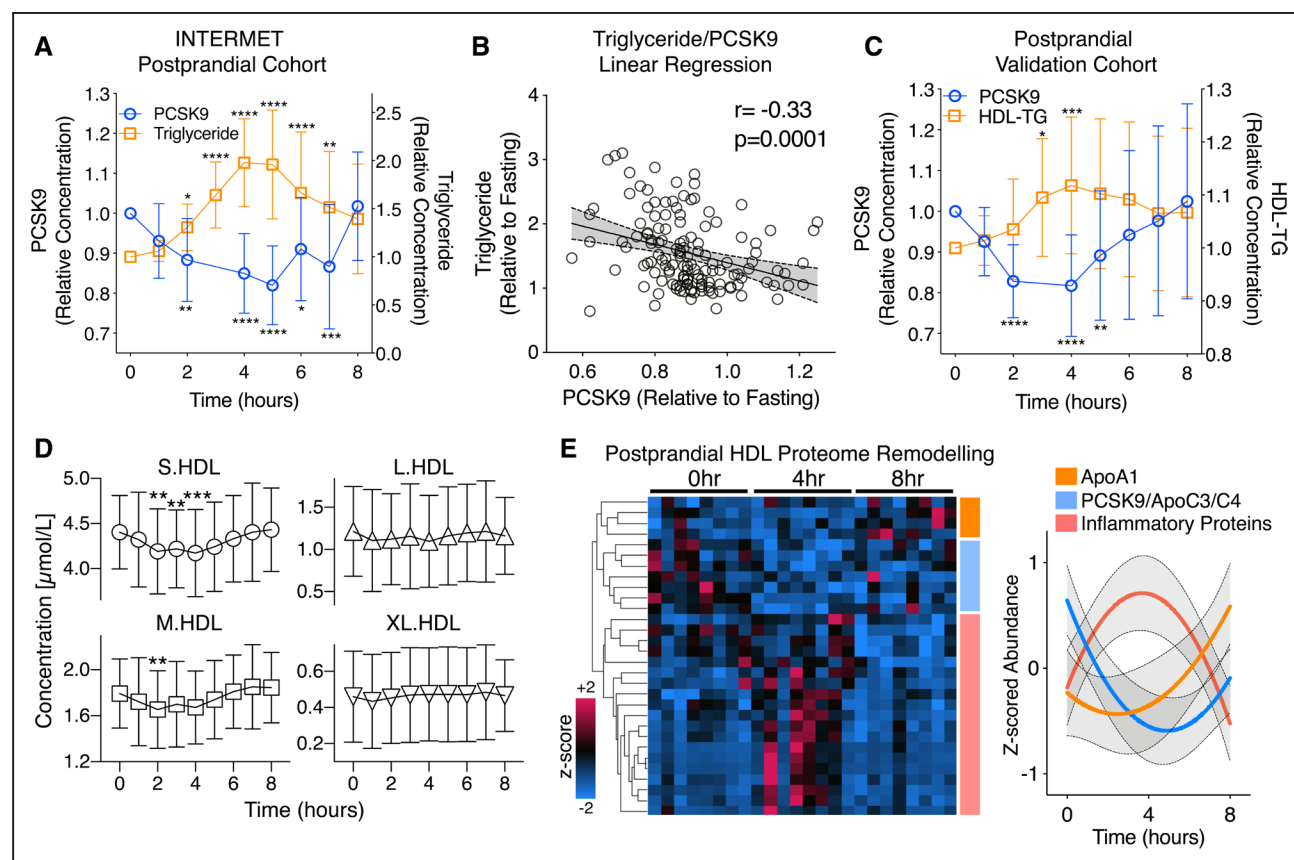 A
INTERMET
Postprandial Cohort
PCSK9
Triglyceride
PCSK9
(Relative Concentration)
1.3
1.2
1.1
1.0
0.9
0.8
0.7
*
****
****
****
****
**
**
****
****
*
***
2.5
2.0
1.5
1.0
0.5
0.0
Triglyceride
(Relative Concentration)
0 2 4 6 8
Time (hours)
B
Triglyceride/PCSK9
Linear Regression
r= -0.33
p=0.0001
Triglyceride
(Relative to Fasting)
4
3
2
1
0
0.6 0.8 1.0 1.2
PCSK9 (Relative to Fasting)
C
Postprandial
Validation Cohort
PCSK9
HDL-TG
PCSK9
(Relative Concentration)
1.3
1.2
1.1
1.0
0.9
0.8
0.7
*
***
****
****
**
1.3
1.2
1.1
1.0
0.9
0.8
HDL-TG
(Relative Concentration)
0 2 4 6 8
Time (hours)
D
Concentration [µmol/L]
S.HDL
5.0
4.5
4.0
**
**
***
L.HDL
1.5
1.0
0.5
M.HDL
2.0
1.6
1.2
**
0 2 4 6 8
XL.HDL
0.6
0.4
0.2
0 2 4 6 8
Time (hours)
E
Postprandial HDL Proteome Remodelling
0hr 4hr 8hr
+2
z-score
-2
ApoA1
PCSK9/ApoC3/C4
Inflammatory Proteins
Z-scored Abundance
1
0
-1
0 4 8
Time (hours)